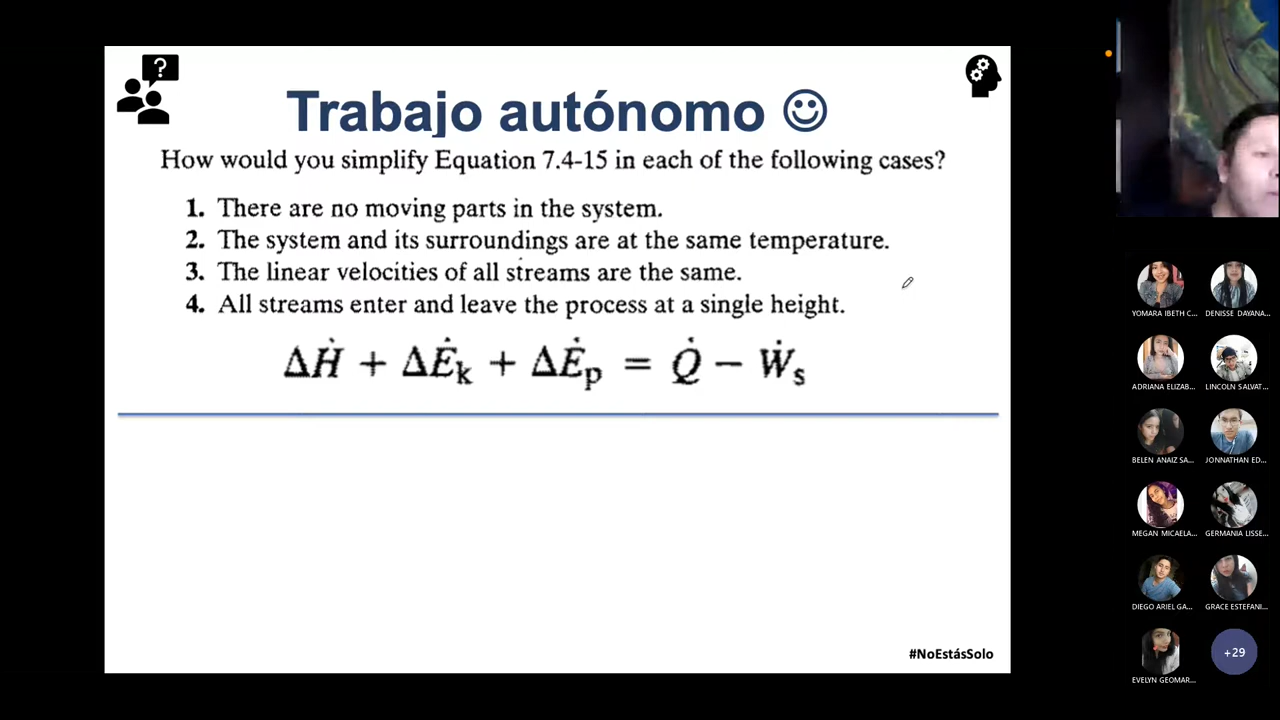 ?
Trabajo autónomo ☺
How would you simplify Equation 7.4-15 in each of the following cases?
1. There are no moving parts in the system.
2. The system and its surroundings are at the same temperature.
3. The linear velocities of all streams are the same.
4. All streams enter and leave the process at a single height.
ΔḢ + ΔĖₖ + ΔĖₚ = Q̇ − Ẇₛ
#NoEstásSolo
YOMARA IBETH C...
DENISSE DAYANA...
ADRIANA ELIZAB...
LINCOLN SALVAT...
BELEN ANAIZ SA...
JONNATHAN ED...
MEGAN MICAELA...
GERMANIA LISSE...
DIEGO ARIEL GA...
GRACE ESTEFANI...
EVELYN GEOMAR...
+29